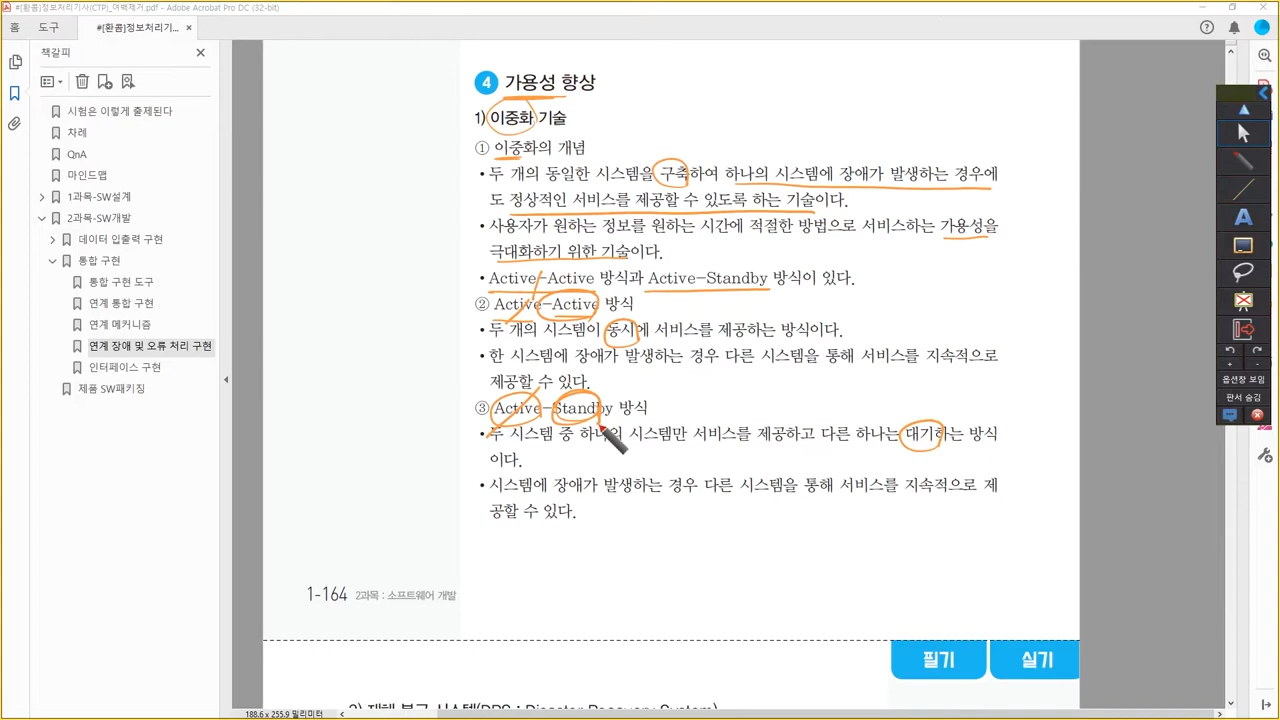 #[환콤]정보처리기사(CTP)_여백제거.pdf - Adobe Acrobat Pro DC (32-bit)
홈 도구 #[환콤]정보처리기... ×
책갈피
시험은 이렇게 출제된다
차례
QnA
마인드맵
1과목-SW설계
2과목-SW개발
데이터 입출력 구현
통합 구현
통합 구현 도구
연계 통합 구현
연계 메커니즘
연계 장애 및 오류 처리 구현
인터페이스 구현
제품 SW패키징
4 가용성 향상
1) 이중화 기술
① 이중화의 개념
• 두 개의 동일한 시스템을 구축하여 하나의 시스템에 장애가 발생하는 경우에
도 정상적인 서비스를 제공할 수 있도록 하는 기술이다.
• 사용자가 원하는 정보를 원하는 시간에 적절한 방법으로 서비스하는 가용성을
극대화하기 위한 기술이다.
• Active-Active 방식과 Active-Standby 방식이 있다.
② Active-Active 방식
• 두 개의 시스템이 동시에 서비스를 제공하는 방식이다.
• 한 시스템에 장애가 발생하는 경우 다른 시스템을 통해 서비스를 지속적으로
제공할 수 있다.
③ Active-Standby 방식
• 두 시스템 중 하나의 시스템만 서비스를 제공하고 다른 하나는 대기하는 방식
이다.
• 시스템에 장애가 발생하는 경우 다른 시스템을 통해 서비스를 지속적으로 제
공할 수 있다.
1-164 2과목 : 소프트웨어 개발
필기 실기
2) 재해 복구 시스템(DRS : Disaster Recovery System)
188.6 x 255.9 밀리미터
A
옵션창 보임
판서 숨김